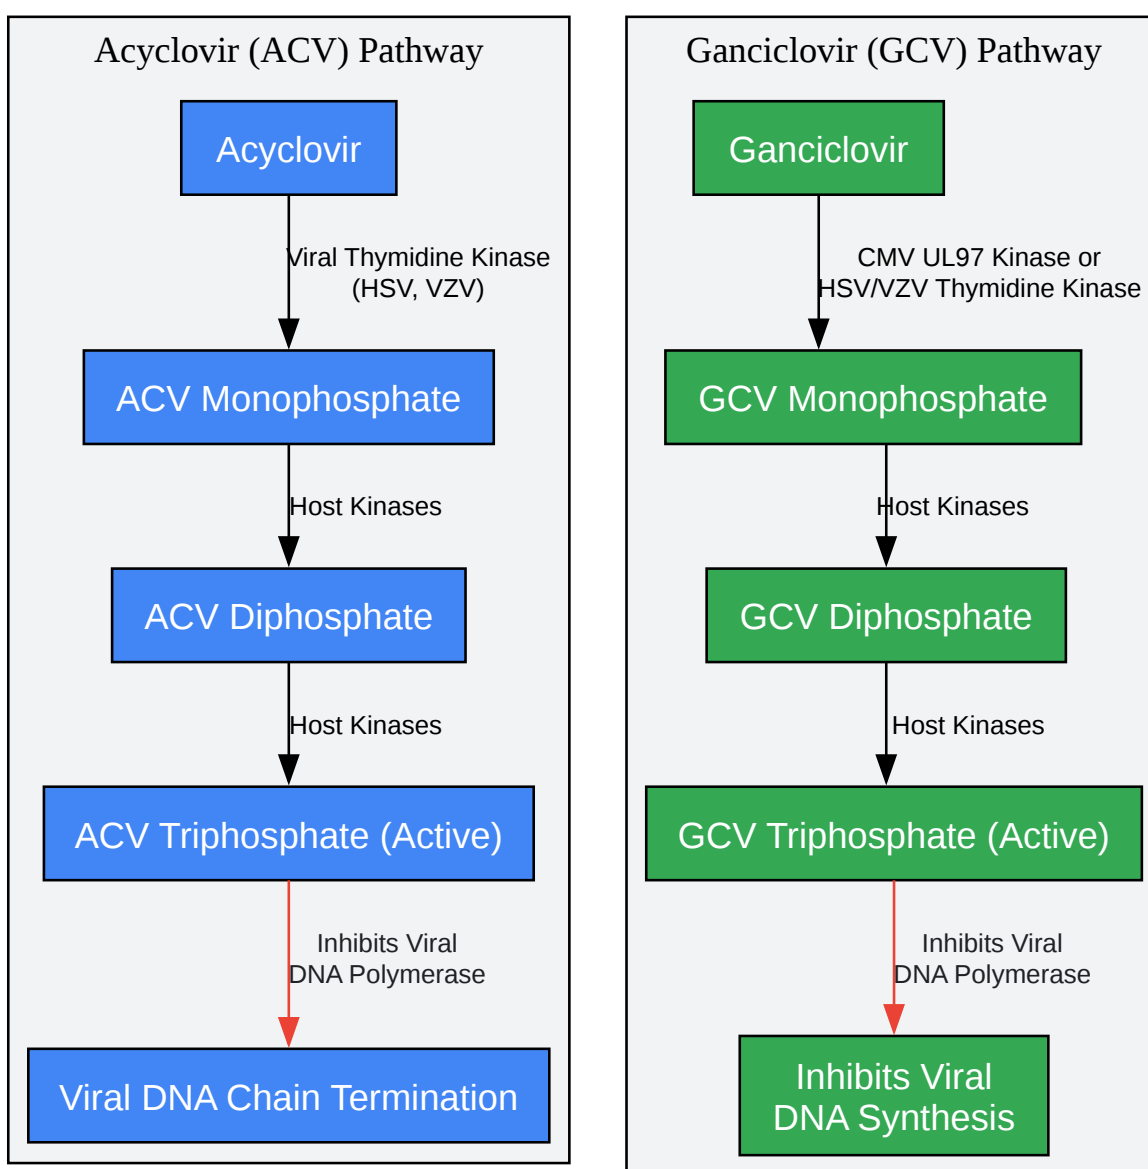 Acyclovir (ACV) Pathway
Acyclovir
Viral Thymidine Kinase
(HSV, VZV)
ACV Monophosphate
Host Kinases
ACV Diphosphate
Host Kinases
ACV Triphosphate (Active)
Inhibits Viral
DNA Polymerase
Viral DNA Chain Termination
Ganciclovir (GCV) Pathway
Ganciclovir
CMV UL97 Kinase or
HSV/VZV Thymidine Kinase
GCV Monophosphate
Host Kinases
GCV Diphosphate
Host Kinases
GCV Triphosphate (Active)
Inhibits Viral
DNA Polymerase
Inhibits Viral
DNA Synthesis